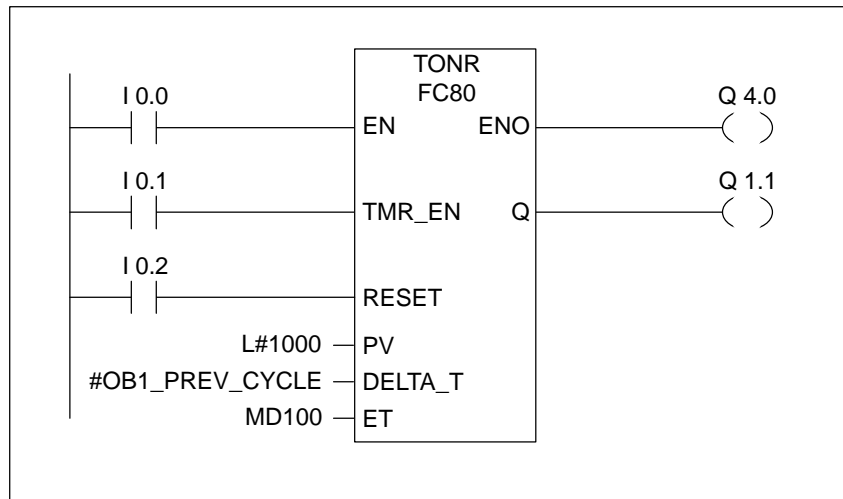 TONR
FC80
I 0.0
Q 4.0
EN ENO
I 0.1
Q 1.1
TMR_EN Q
I 0.2
RESET
L#1000 PV
#OB1_PREV_CYCLE DELTA_T
MD100 ET